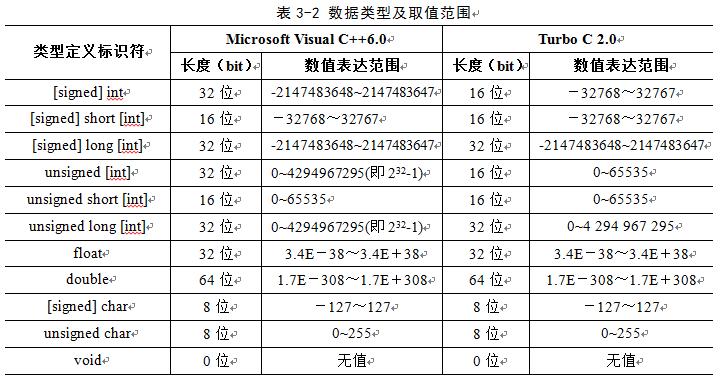 表 3-2 数据类型及取值范围
类型定义标识符 Microsoft Visual C++6.0 Turbo C 2.0
长度（bit） 数值表达范围 长度（bit） 数值表达范围
[signed] int 32 位 -2147483648~2147483647 16 位 －32768～32767
[signed] short [int] 16 位 －32768～32767 16 位 －32768～32767
[signed] long [int] 32 位 -2147483648~2147483647 32 位 -2147483648~2147483647
unsigned [int] 32 位 0~4294967295(即 2³²-1) 16 位 0~65535
unsigned short [int] 16 位 0~65535 16 位 0~65535
unsigned long [int] 32 位 0~4294967295(即 2³²-1) 32 位 0~4 294 967 295
float 32 位 3.4E－38～3.4E＋38 32 位 3.4E－38～3.4E＋38
double 64 位 1.7E－308～1.7E＋308 64 位 1.7E－308～1.7E＋308
[signed] char 8 位 －127～127 8 位 －127～127
unsigned char 8 位 0~255 8 位 0~255
void 0 位 无值 0 位 无值